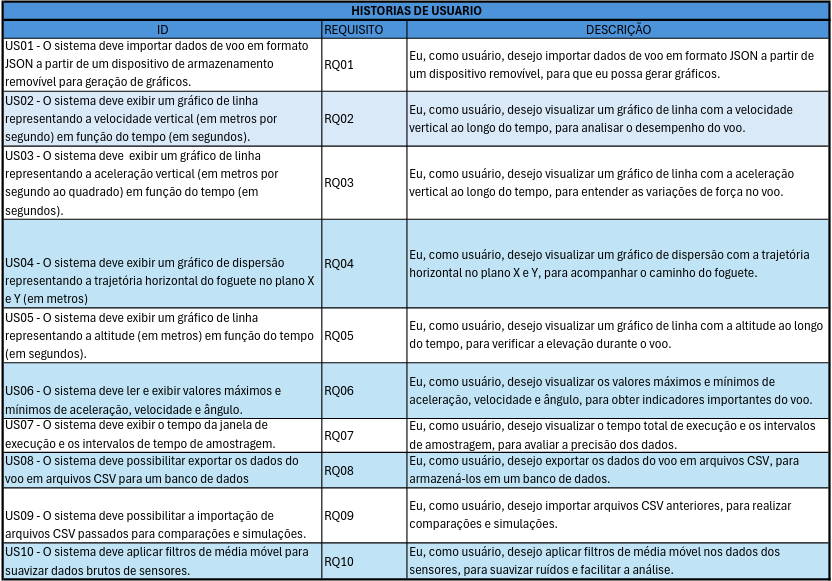 HISTORIAS DE USUARIO
ID REQUISITO DESCRIÇÃO
US01 - O sistema deve importar dados de voo em formato
JSON a partir de um dispositivo de armazenamento
removível para geração de gráficos.
RQ01
Eu, como usuário, desejo importar dados de voo em formato JSON a partir de
um dispositivo removível, para que eu possa gerar gráficos.
US02 - O sistema deve exibir um gráfico de linha
representando a velocidade vertical (em metros por
segundo) em função do tempo (em segundos).
RQ02
Eu, como usuário, desejo visualizar um gráfico de linha com a velocidade
vertical ao longo do tempo, para analisar o desempenho do voo.
US03 - O sistema deve exibir um gráfico de linha
representando a aceleração vertical (em metros por
segundo ao quadrado) em função do tempo (em
segundos).
RQ03
Eu, como usuário, desejo visualizar um gráfico de linha com a aceleração
vertical ao longo do tempo, para entender as variações de força no voo.
US04 - O sistema deve exibir um gráfico de dispersão
representando a trajetória horizontal do foguete no plano X
e Y (em metros)
RQ04
Eu, como usuário, desejo visualizar um gráfico de dispersão com a trajetória
horizontal no plano X e Y, para acompanhar o caminho do foguete.
US05 - O sistema deve exibir um gráfico de linha
representando a altitude (em metros) em função do tempo
(em segundos).
RQ05
Eu, como usuário, desejo visualizar um gráfico de linha com a altitude ao longo
do tempo, para verificar a elevação durante o voo.
US06 - O sistema deve ler e exibir valores máximos e
mínimos de aceleração, velocidade e ângulo.
RQ06
Eu, como usuário, desejo visualizar os valores máximos e mínimos de
aceleração, velocidade e ângulo, para obter indicadores importantes do voo.
US07 - O sistema deve exibir o tempo da janela de
execução e os intervalos de tempo de amostragem.
RQ07
Eu, como usuário, desejo visualizar o tempo total de execução e os intervalos
de amostragem, para avaliar a precisão dos dados.
US08 - O sistema deve possibilitar exportar os dados do
voo em arquivos CSV para um banco de dados
RQ08
Eu, como usuário, desejo exportar os dados do voo em arquivos CSV, para
armazená-los em um banco de dados.
US09 - O sistema deve possibilitar a importação de
arquivos CSV passados para comparações e simulações.
RQ09
Eu, como usuário, desejo importar arquivos CSV anteriores, para realizar
comparações e simulações.
US10 - O sistema deve aplicar filtros de média móvel para
suavizar dados brutos de sensores.
RQ10
Eu, como usuário, desejo aplicar filtros de média móvel nos dados dos
sensores, para suavizar ruídos e facilitar a análise.